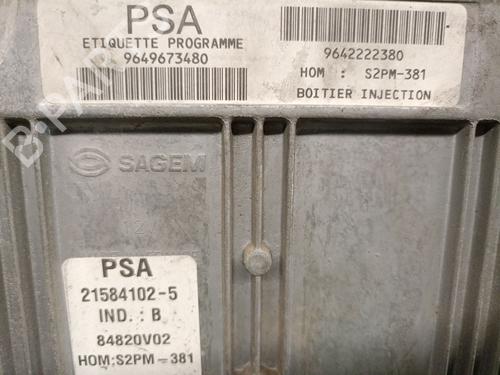 PSA
ETIQUETTE PROGRAMME
9649673480
9642222380
HOM : S2PM-381
BOITIER INJECTION
B-PART
SAGEM
PSA
21584102-5
IND. : B
84820V02
HOM:S2PM-381